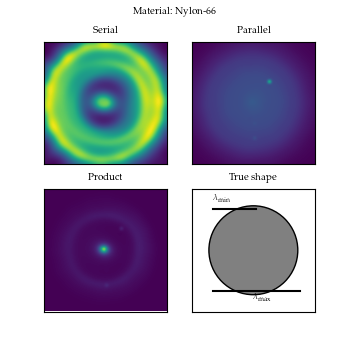 Material: Nylon-66
Serial
Parallel
Product
True shape
λmin
λmax